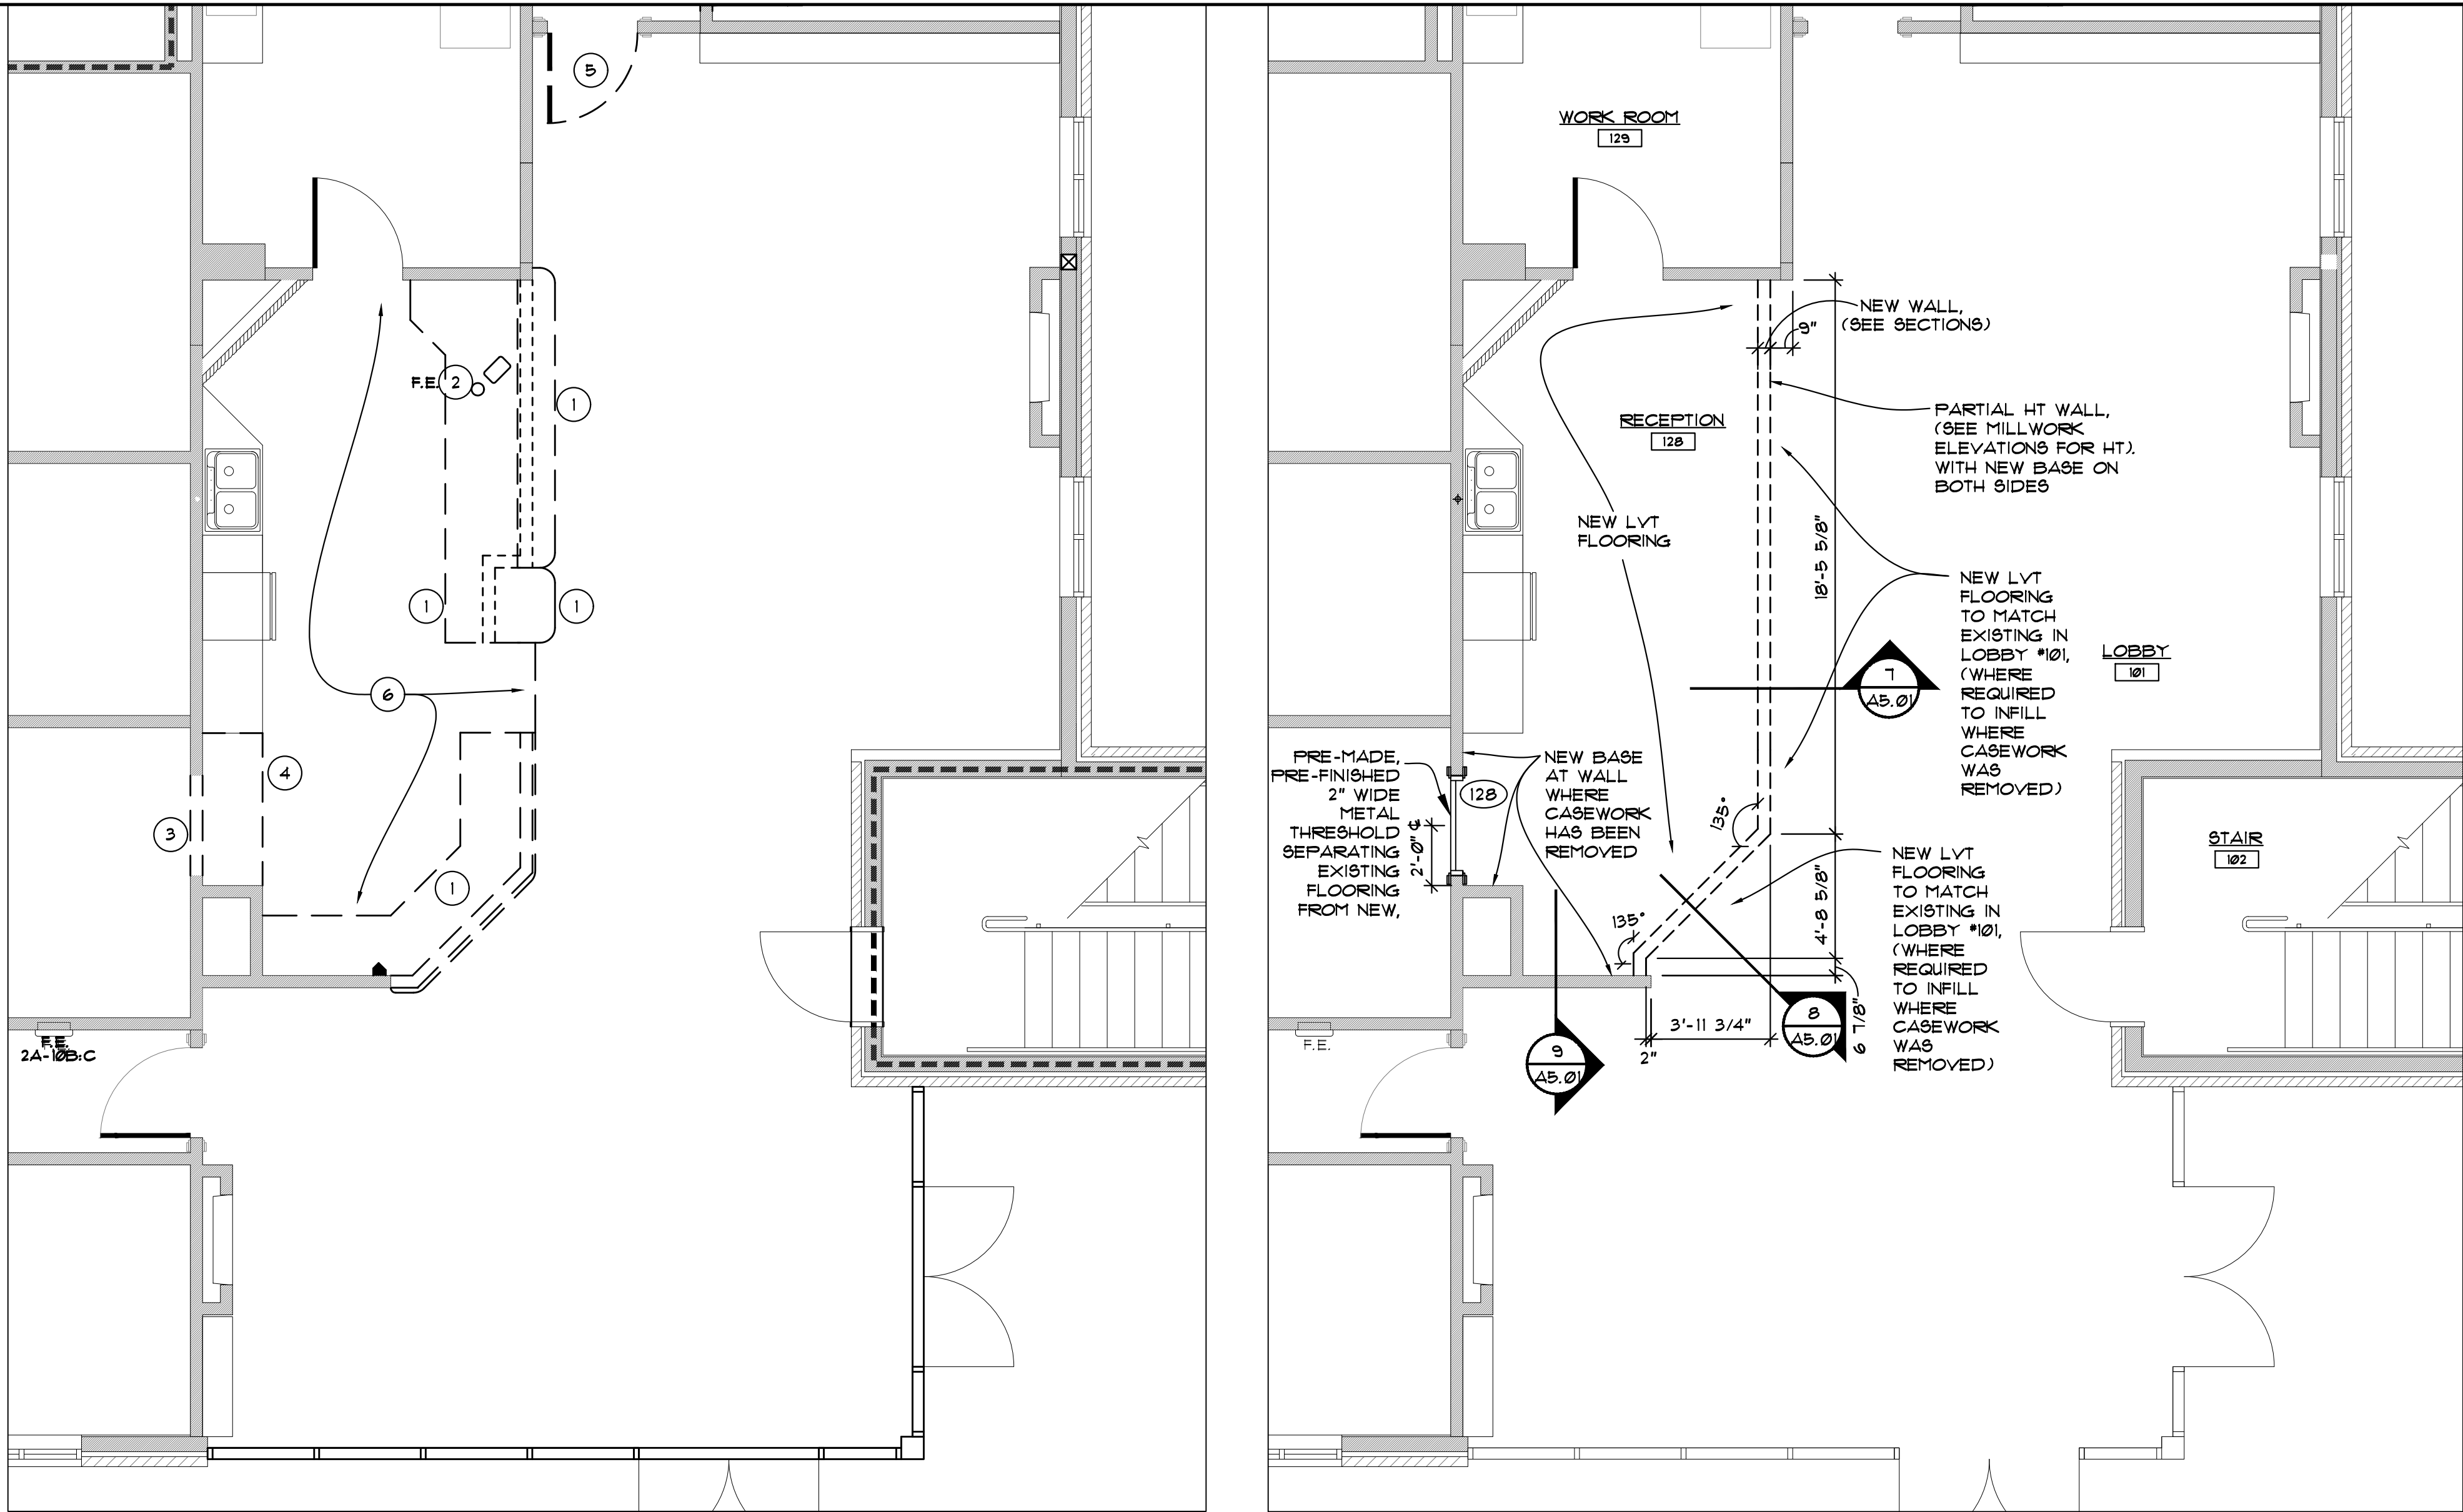 5
F.E.
2
1
1
1
6
4
3
1
F.E.
2A-10B:C
WORK ROOM
129
NEW WALL,
(SEE SECTIONS)
9"
PARTIAL HT WALL,
(SEE MILLWORK
ELEVATIONS FOR HT).
WITH NEW BASE ON
BOTH SIDES
RECEPTION
128
NEW LVT
FLOORING
18'-5 5/8"
NEW LVT
FLOORING
TO MATCH
EXISTING IN
LOBBY #101,
(WHERE
REQUIRED
TO INFILL
WHERE
CASEWORK
WAS
REMOVED)
LOBBY
101
7
A5.01
PRE-MADE,
PRE-FINISHED
2" WIDE
METAL
THRESHOLD
SEPARATING
EXISTING
FLOORING
FROM NEW,
128
2'-0" ℄
NEW BASE
AT WALL
WHERE
CASEWORK
HAS BEEN
REMOVED
135°
135°
4'-8 5/8"
6 7/8"
NEW LVT
FLOORING
TO MATCH
EXISTING IN
LOBBY #101,
(WHERE
REQUIRED
TO INFILL
WHERE
CASEWORK
WAS
REMOVED)
STAIR
102
3'-11 3/4"
2"
8
A5.01
9
A5.01
F.E.